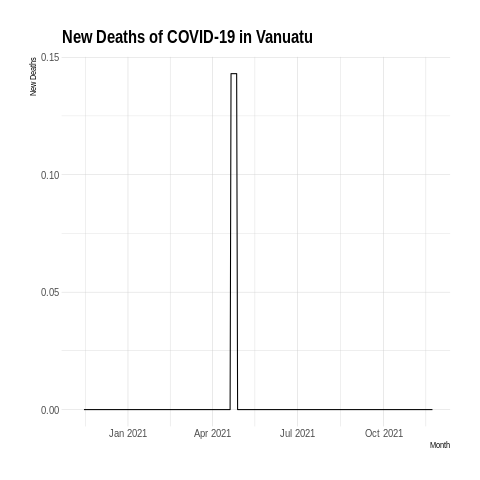 New Deaths of COVID-19 in Vanuatu
New Deaths
0.15
0.10
0.05
0.00
Jan 2021 Apr 2021 Jul 2021 Oct 2021
Month